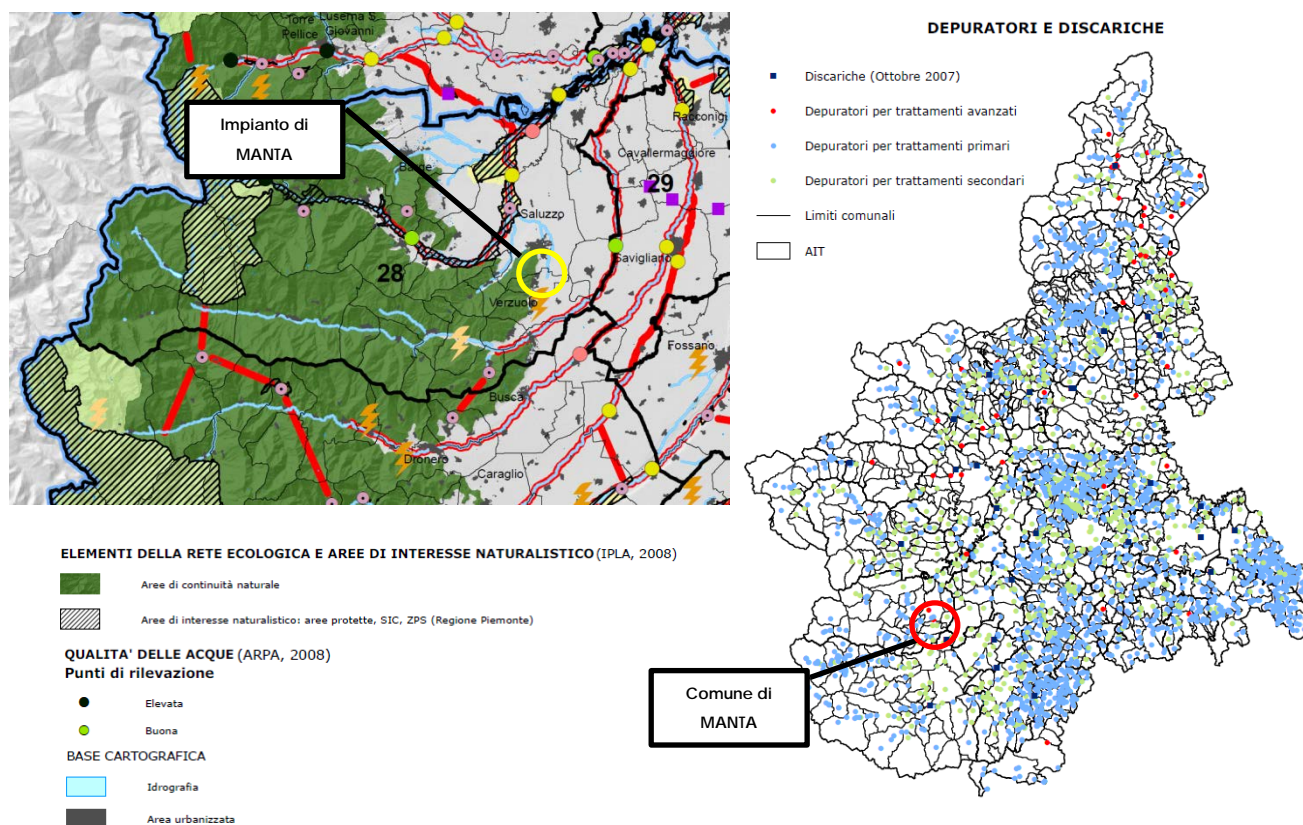 Torre
Pellice
Luserna S.
Giovanni
Impianto di
MANTA
Racconigi
Cavallermaggiore
Barge
29
Saluzzo
28
Savigliano
Verzuolo
Fossano
Busca
Dronero
Caraglio
ELEMENTI DELLA RETE ECOLOGICA E AREE DI INTERESSE NATURALISTICO (IPLA, 2008)
Aree di continuità naturale
Aree di interesse naturalistico: aree protette, SIC, ZPS (Regione Piemonte)
QUALITA' DELLE ACQUE (ARPA, 2008)
Punti di rilevazione
Elevata
Buona
BASE CARTOGRAFICA
Idrografia
Area urbanizzata
DEPURATORI E DISCARICHE
Discariche (Ottobre 2007)
Depuratori per trattamenti avanzati
Depuratori per trattamenti primari
Depuratori per trattamenti secondari
Limiti comunali
AIT
Comune di
MANTA